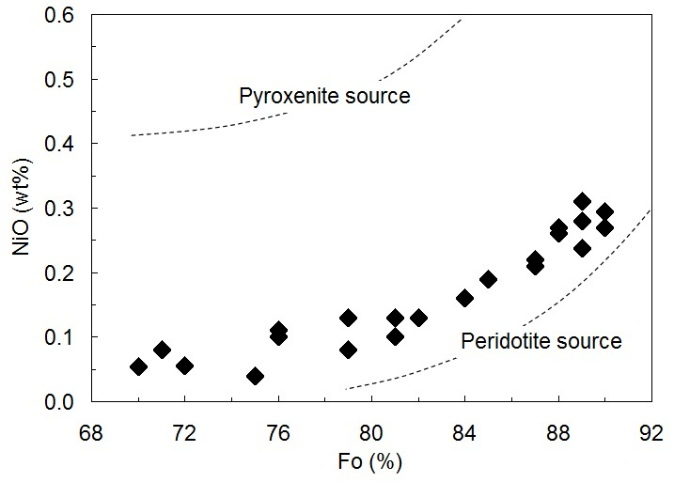 0.6
0.5
Pyroxenite source
0.4
NiO (wt%)
0.3
0.2
0.1
Peridotite source
0.0
68 72 76 80 84 88 92
Fo (%)